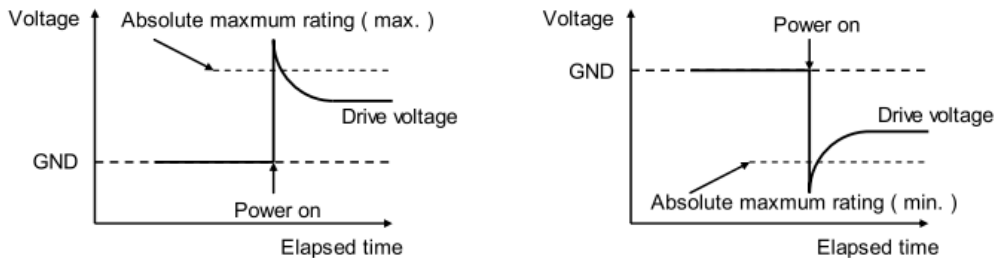 Voltage
Absolute maxmum rating ( max. )
GND
Drive voltage
Power on
Elapsed time
Voltage
Power on
GND
Drive voltage
Absolute maxmum rating ( min. )
Elapsed time